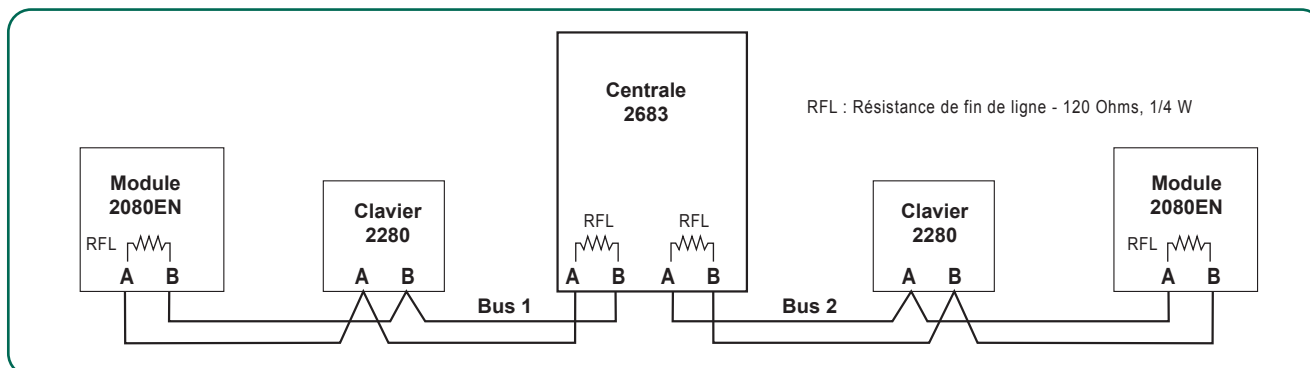 Centrale
2683
RFL : Résistance de fin de ligne - 120 Ohms, 1/4 W
Module
2080EN
RFL
A B
Clavier
2280
A B
RFL
A B
RFL
A B
Clavier
2280
A B
Module
2080EN
RFL
A B
Bus 1
Bus 2